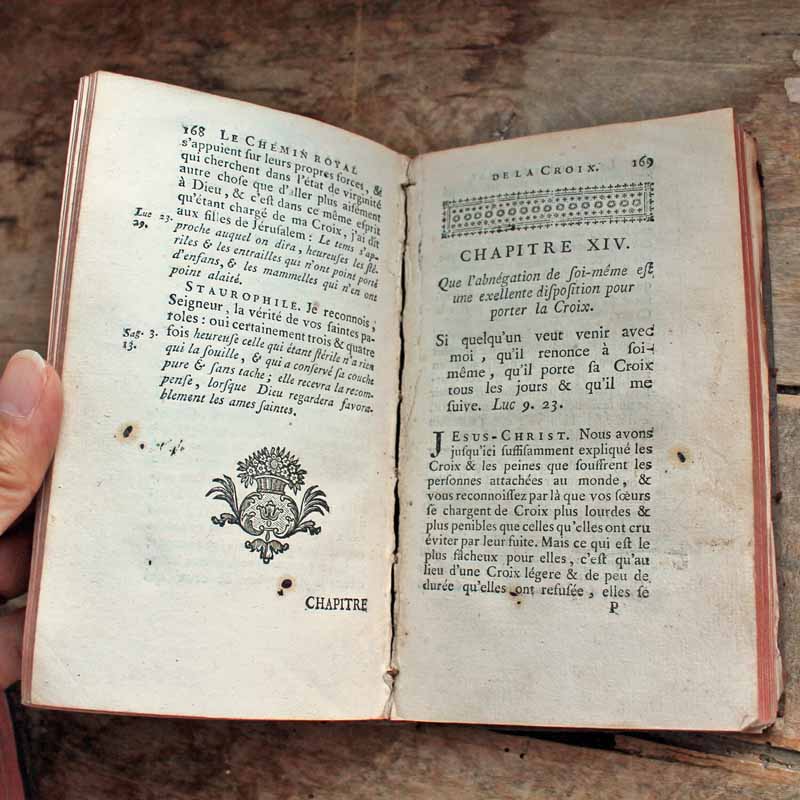 168 LE CHEMIN ROYAL
s'appuient sur leurs propres forces, &
qui cherchent dans l'état de virginité
autre chose que d'aller plus aisément
à Dieu, & c'est dans ce même esprit
qu'étant chargé de ma Croix, j'ai dit
aux filles de Jérusalem : Le tems s'ap-
Luc 23.
29.
proche auquel on dira, heureuses les sté-
riles & les entrailles qui n'ont point porté
d'enfans, & les mammelles qui n'en ont
point alaité.
STAUROPHILE. Je reconnois,
Seigneur, la vérité de vos saintes pa-
roles : oui certainement trois & quatre
Sag. 3.
13.
fois heureuse celle qui étant stérile n'a rien
qui la souille, & qui a conservé sa couche
pure & sans tache ; elle recevra la recom-
pense, lorsque Dieu regardera favora-
blement les ames saintes.
CHAPITRE
DE LA CROIX. 169
CHAPITRE XIV.
Que l'abnégation de soi-même est
une exellente disposition pour
porter la Croix.
Si quelqu'un veut venir avec
moi, qu'il renonce à soi-
même, qu'il porte sa Croix
tous les jours & qu'il me
suive. Luc 9. 23.
JESUS-CHRIST. Nous avons
jusqu'ici suffisamment expliqué les
Croix & les peines que souffrent les
personnes attachées au monde, &
vous reconnoissez par là que vos sœurs
se chargent de Croix plus lourdes &
plus penibles que celles qu'elles ont cru
éviter par leur fuite. Mais ce qui est le
plus fâcheux pour elles, c'est qu'au
lieu d'une Croix légere & de peu de
durée qu'elles ont refusée, elles se
P